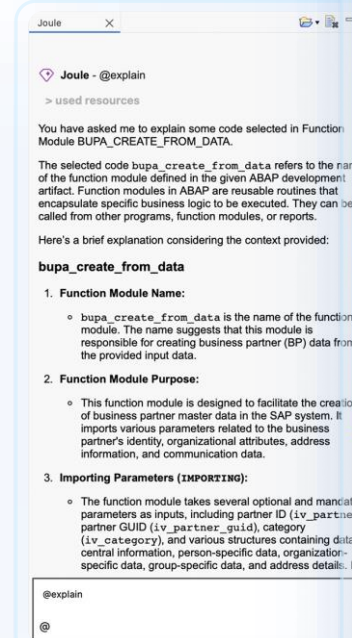 Joule
Joule - @explain
> used resources
You have asked me to explain some code selected in Function
Module BUPA_CREATE_FROM_DATA.
The selected code bupa_create_from_data refers to the
of the function module defined in the given ABAP development
artifact. Function modules in ABAP are reusable routines that
encapsulate specific business logic to be executed. They can be
called from other programs, function modules, or reports.
Here's a brief explanation considering the context provided:
bupa_create_from_data
1. Function Module Name:
bupa_create_from_data is the name of the function
module. The name suggests that this module is
responsible for creating business partner (BP) data from
the provided input data.
2. Function Module Purpose:
This function module is designed to facilitate the
of business partner master data in the SAP system. It
imports various parameters related to the business
partner's identity, organizational attributes, address
information, and communication data.
3. Importing Parameters (IMPORTING):
The function module takes several optional and
parameters as inputs, including partner ID
partner GUID (iv_partner_guid), category
(iv_category), and various structures containing data
central information, person-specific data, organization-
specific data, group-specific data, and address details.
@explain
@